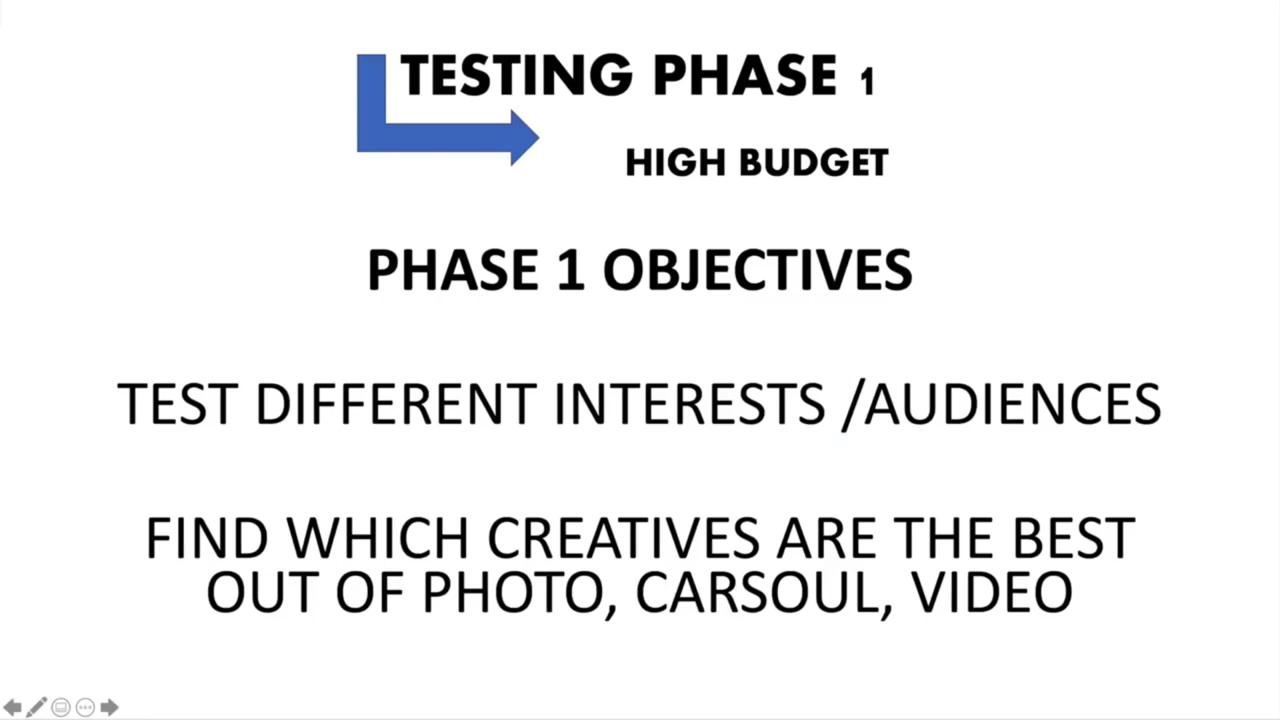 TESTING PHASE 1
HIGH BUDGET
PHASE 1 OBJECTIVES
TEST DIFFERENT INTERESTS /AUDIENCES
FIND WHICH CREATIVES ARE THE BEST
OUT OF PHOTO, CARSOUL, VIDEO